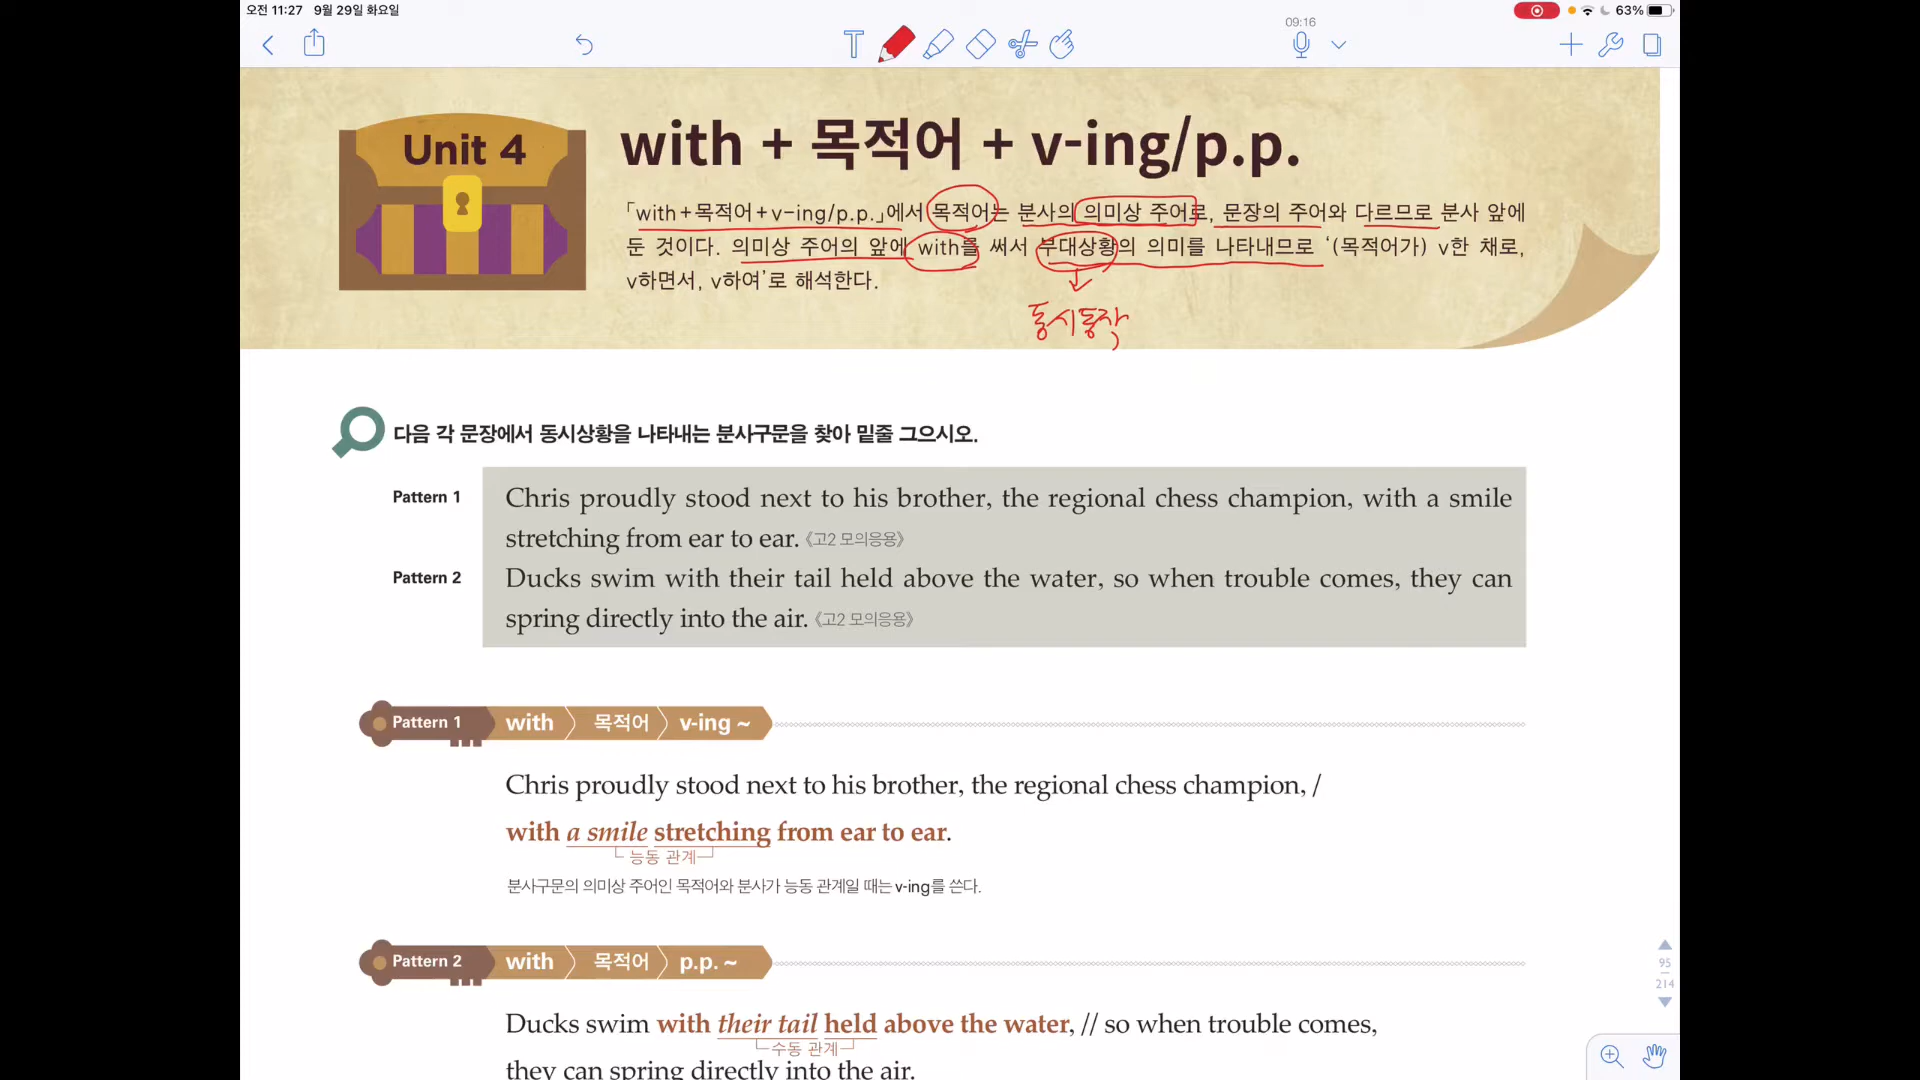 오전 11:27 9월 29일 화요일
63%
09:16
Unit 4
with + 목적어 + v-ing/p.p.
「with+목적어+v-ing/p.p.」에서 목적어는 분사의 의미상 주어로, 문장의 주어와 다르므로 분사 앞에
둔 것이다. 의미상 주어의 앞에 with를 써서 부대상황의 의미를 나타내므로 ‘(목적어가) v한 채로,
v하면서, v하여’로 해석한다.
동시동작
다음 각 문장에서 동시상황을 나타내는 분사구문을 찾아 밑줄 그으시오.
Pattern 1 Chris proudly stood next to his brother, the regional chess champion, with a smile
stretching from ear to ear. 《고2 모의응용》
Pattern 2 Ducks swim with their tail held above the water, so when trouble comes, they can
spring directly into the air. 《고2 모의응용》
Pattern 1 with 목적어 v-ing ~
Chris proudly stood next to his brother, the regional chess champion, /
with a smile stretching from ear to ear.
능동 관계
분사구문의 의미상 주어인 목적어와 분사가 능동 관계일 때는 v-ing를 쓴다.
Pattern 2 with 목적어 p.p. ~
95
214
Ducks swim with their tail held above the water, // so when trouble comes,
수동 관계
they can spring directly into the air.